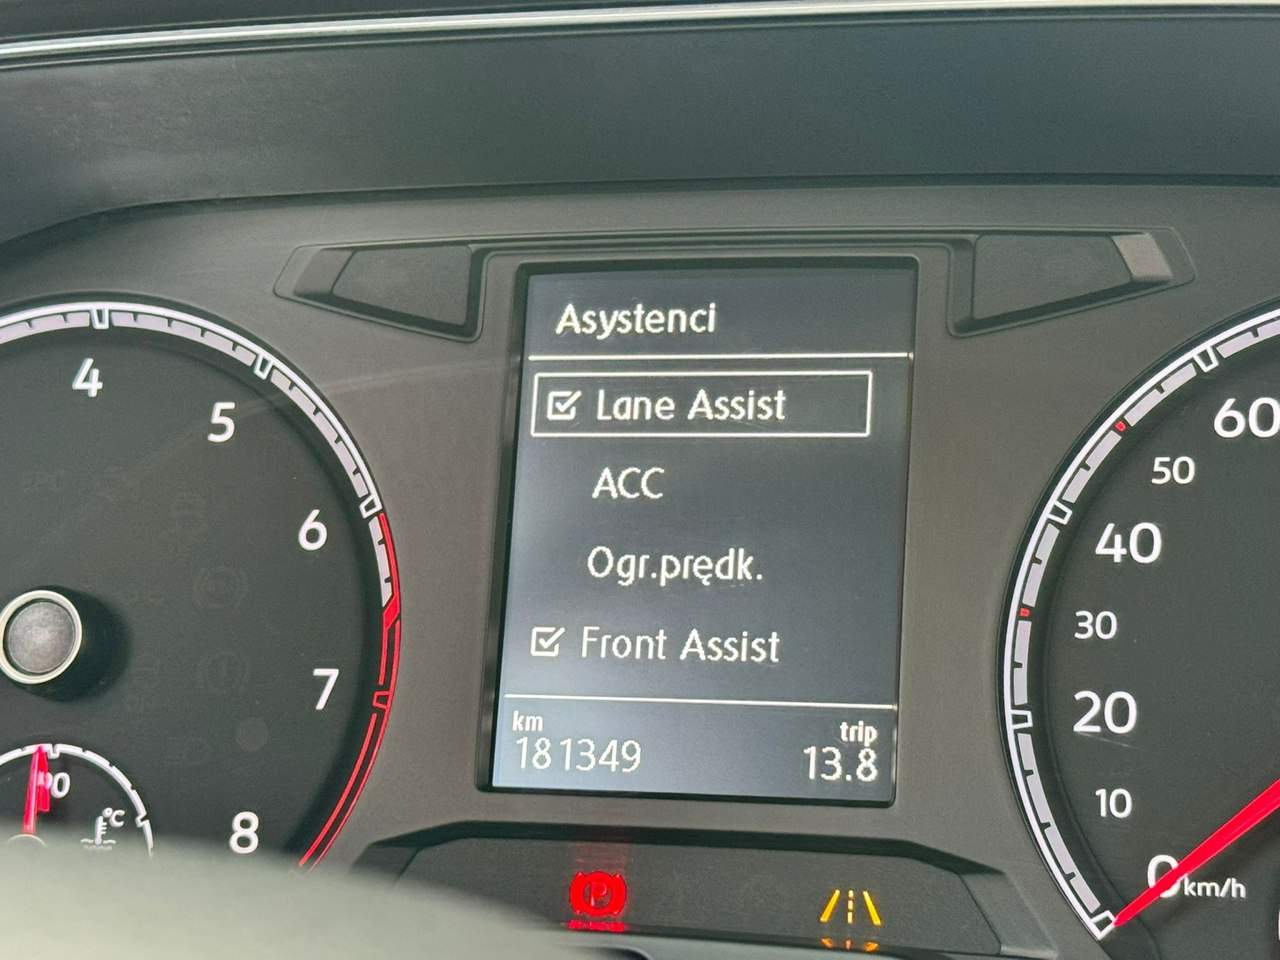 Asystenci
Lane Assist
ACC
Ogr.prędk.
Front Assist
km
trip
181349
13.8
4
5
6
7
8
90
°C
60
50
40
30
20
10
0
km/h
P